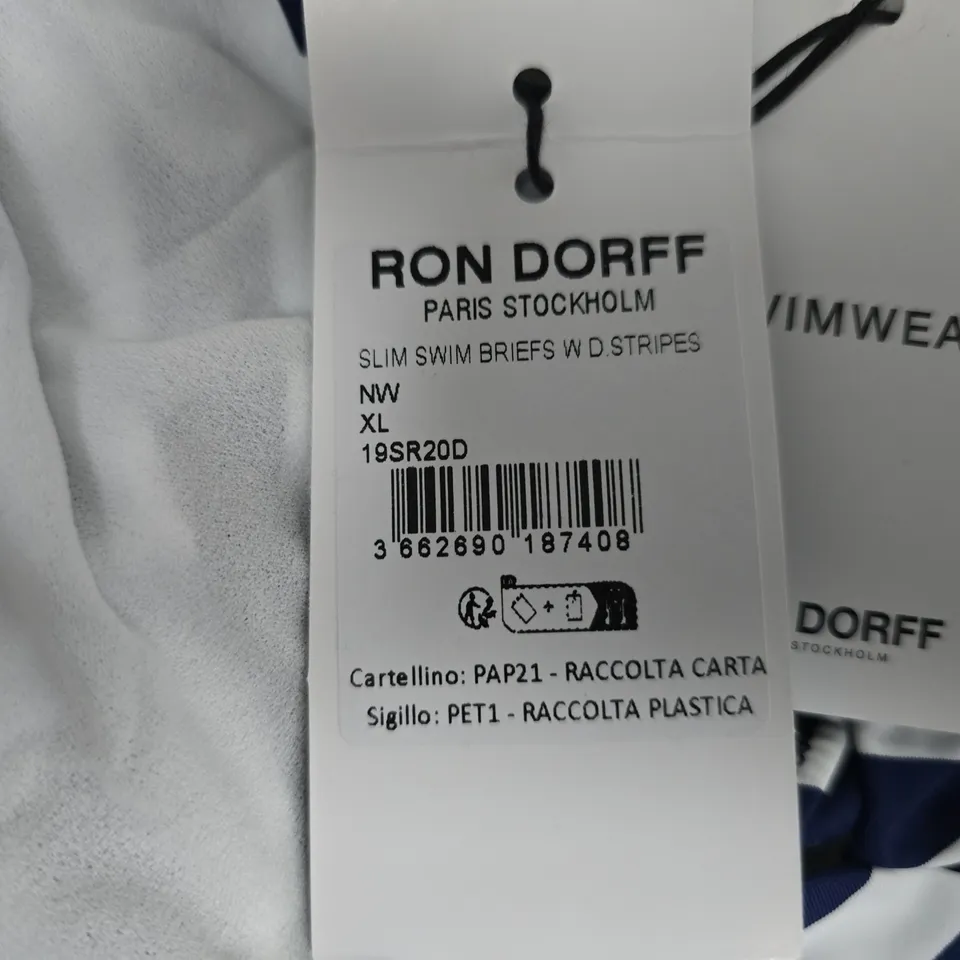 RON DORFF
PARIS STOCKHOLM
SLIM SWIM BRIEFS W D.STRIPES
NW
XL
19SR20D
3 662690 187408
Cartellino: PAP21 - RACCOLTA CARTA
Sigillo: PET1 - RACCOLTA PLASTICA
VIMWEA
DORFF
STOCKHOLM